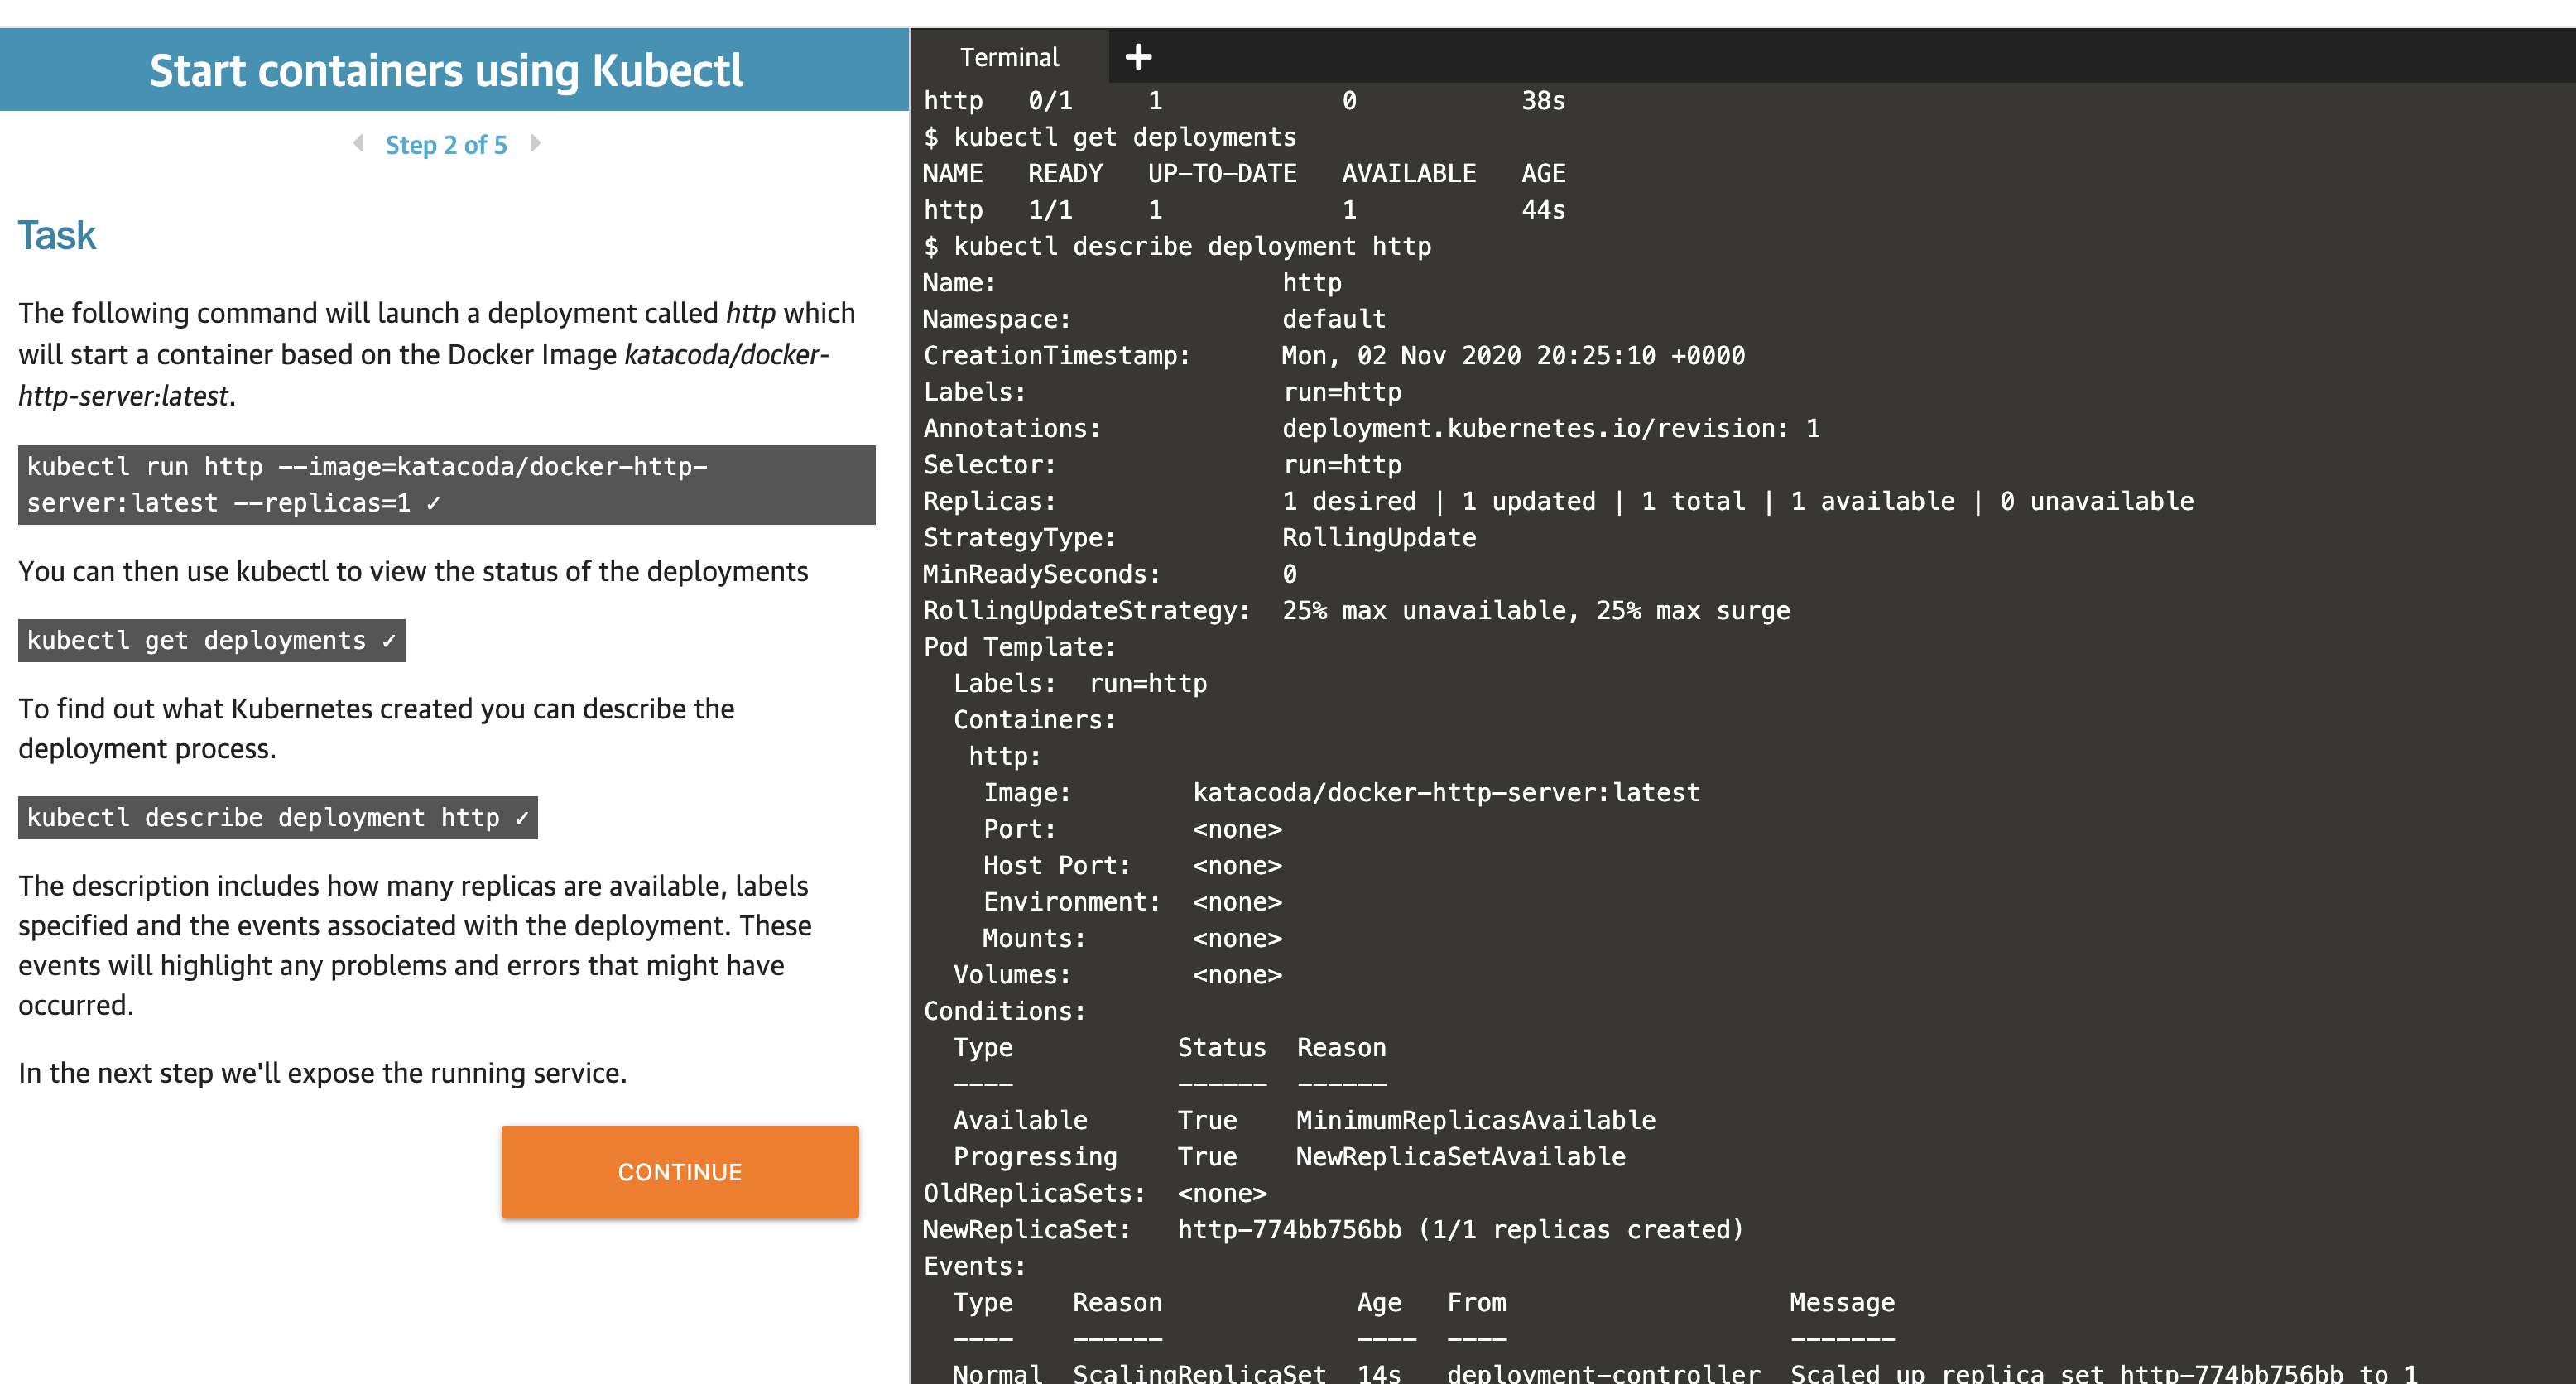 Start containers using Kubectl
Step 2 of 5
Task
The following command will launch a deployment called http which
will start a container based on the Docker Image katacoda/docker-
http-server:latest.
kubectl run http --image=katacoda/docker-http-
server:latest --replicas=1 ✓
You can then use kubectl to view the status of the deployments
kubectl get deployments ✓
To find out what Kubernetes created you can describe the
deployment process.
kubectl describe deployment http ✓
The description includes how many replicas are available, labels
specified and the events associated with the deployment. These
events will highlight any problems and errors that might have
occurred.
In the next step we'll expose the running service.
CONTINUE
Terminal +
http   0/1     1            0           38s
$ kubectl get deployments
NAME   READY   UP-TO-DATE   AVAILABLE   AGE
http   1/1     1            1           44s
$ kubectl describe deployment http
Name:                   http
Namespace:              default
CreationTimestamp:      Mon, 02 Nov 2020 20:25:10 +0000
Labels:                 run=http
Annotations:            deployment.kubernetes.io/revision: 1
Selector:               run=http
Replicas:               1 desired | 1 updated | 1 total | 1 available | 0 unavailable
StrategyType:           RollingUpdate
MinReadySeconds:        0
RollingUpdateStrategy:  25% max unavailable, 25% max surge
Pod Template:
  Labels:  run=http
  Containers:
   http:
    Image:        katacoda/docker-http-server:latest
    Port:         <none>
    Host Port:    <none>
    Environment:  <none>
    Mounts:       <none>
  Volumes:        <none>
Conditions:
  Type           Status  Reason
  ----           ------  ------
  Available      True    MinimumReplicasAvailable
  Progressing    True    NewReplicaSetAvailable
OldReplicaSets:  <none>
NewReplicaSet:   http-774bb756bb (1/1 replicas created)
Events:
  Type    Reason             Age   From                   Message
  ----    ------             ----  ----                   -------
  Normal  ScalingReplicaSet  14s   deployment-controller  Scaled up replica set http-774bb756bb to 1